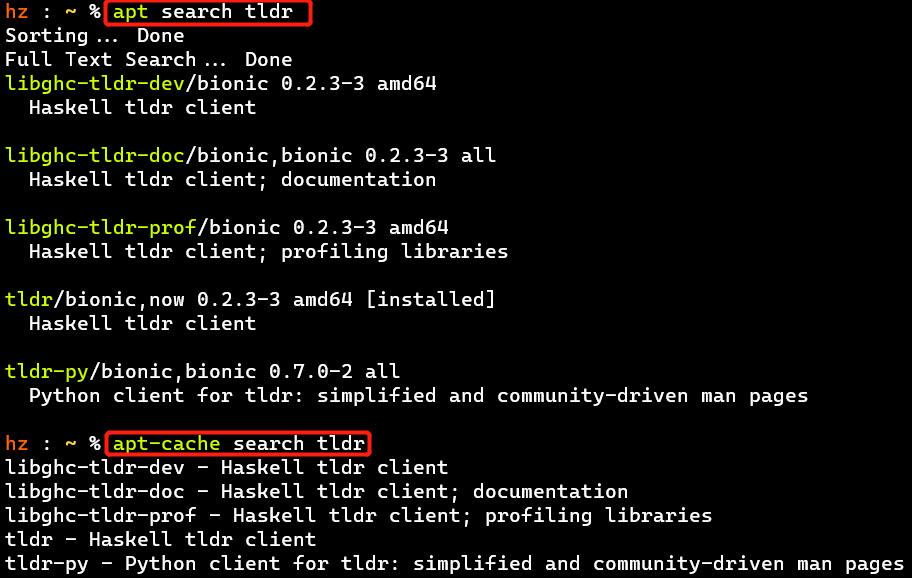 hz : ~ % apt search tldr
Sorting... Done
Full Text Search... Done
libghc-tldr-dev/bionic 0.2.3-3 amd64
  Haskell tldr client

libghc-tldr-doc/bionic,bionic 0.2.3-3 all
  Haskell tldr client; documentation

libghc-tldr-prof/bionic 0.2.3-3 amd64
  Haskell tldr client; profiling libraries

tldr/bionic,now 0.2.3-3 amd64 [installed]
  Haskell tldr client

tldr-py/bionic,bionic 0.7.0-2 all
  Python client for tldr: simplified and community-driven man pages

hz : ~ % apt-cache search tldr
libghc-tldr-dev - Haskell tldr client
libghc-tldr-doc - Haskell tldr client; documentation
libghc-tldr-prof - Haskell tldr client; profiling libraries
tldr - Haskell tldr client
tldr-py - Python client for tldr: simplified and community-driven man pages